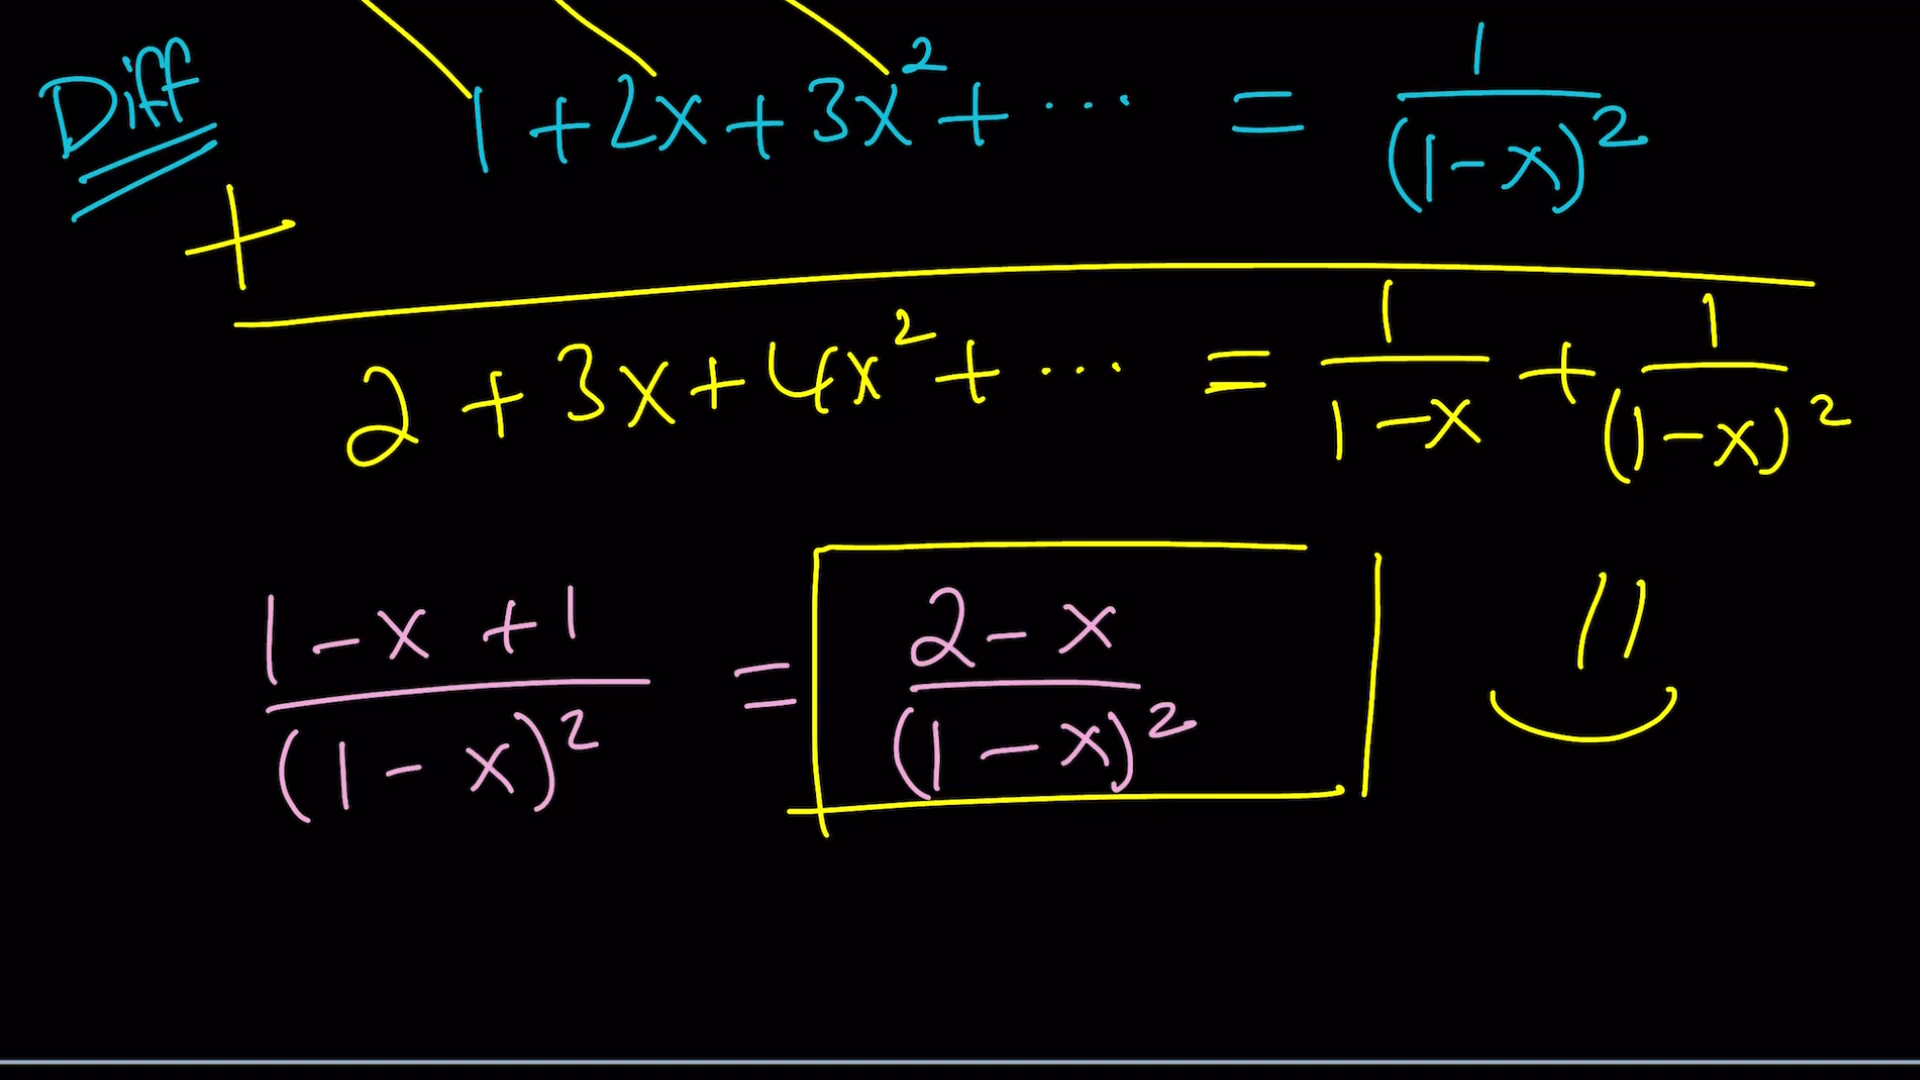 Diff
1 + 2x + 3x² + ... = 1/(1-x)²
+
2 + 3x + 4x² + ... = 1/(1-x) + 1/(1-x)²
(1-x+1)/(1-x)² = (2-x)/(1-x)²